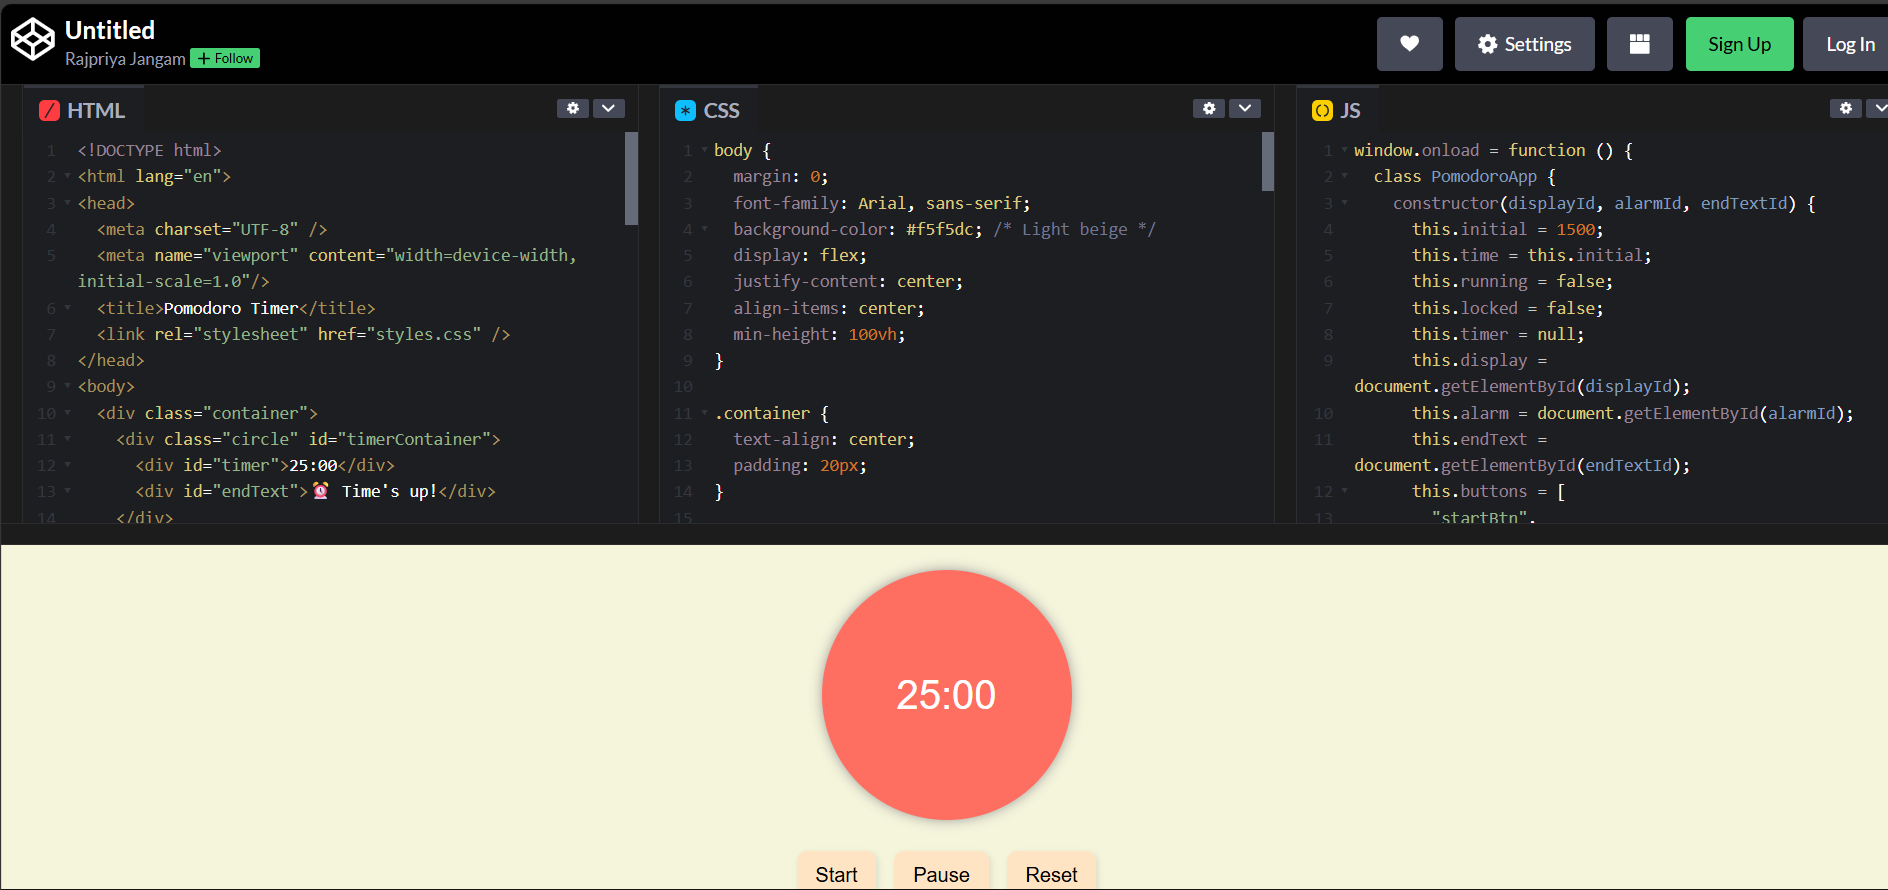 Untitled
Rajpriya Jangam + Follow
Settings
Sign Up
Log In
HTML
1 <!DOCTYPE html>
2 <html lang="en">
3 <head>
4 <meta charset="UTF-8" />
5 <meta name="viewport" content="width=device-width,
initial-scale=1.0"/>
6 <title>Pomodoro Timer</title>
7 <link rel="stylesheet" href="styles.css" />
8 </head>
9 <body>
10 <div class="container">
11 <div class="circle" id="timerContainer">
12 <div id="timer">25:00</div>
13 <div id="endText">⏰ Time's up!</div>
14 </div>
CSS
1 body {
2 margin: 0;
3 font-family: Arial, sans-serif;
4 background-color: #f5f5dc; /* Light beige */
5 display: flex;
6 justify-content: center;
7 align-items: center;
8 min-height: 100vh;
9 }
10
11 .container {
12 text-align: center;
13 padding: 20px;
14 }
15
JS
1 window.onload = function () {
2 class PomodoroApp {
3 constructor(displayId, alarmId, endTextId) {
4 this.initial = 1500;
5 this.time = this.initial;
6 this.running = false;
7 this.locked = false;
8 this.timer = null;
9 this.display =
document.getElementById(displayId);
10 this.alarm = document.getElementById(alarmId);
11 this.endText =
document.getElementById(endTextId);
12 this.buttons = [
13 "startBtn",
25:00
Start
Pause
Reset